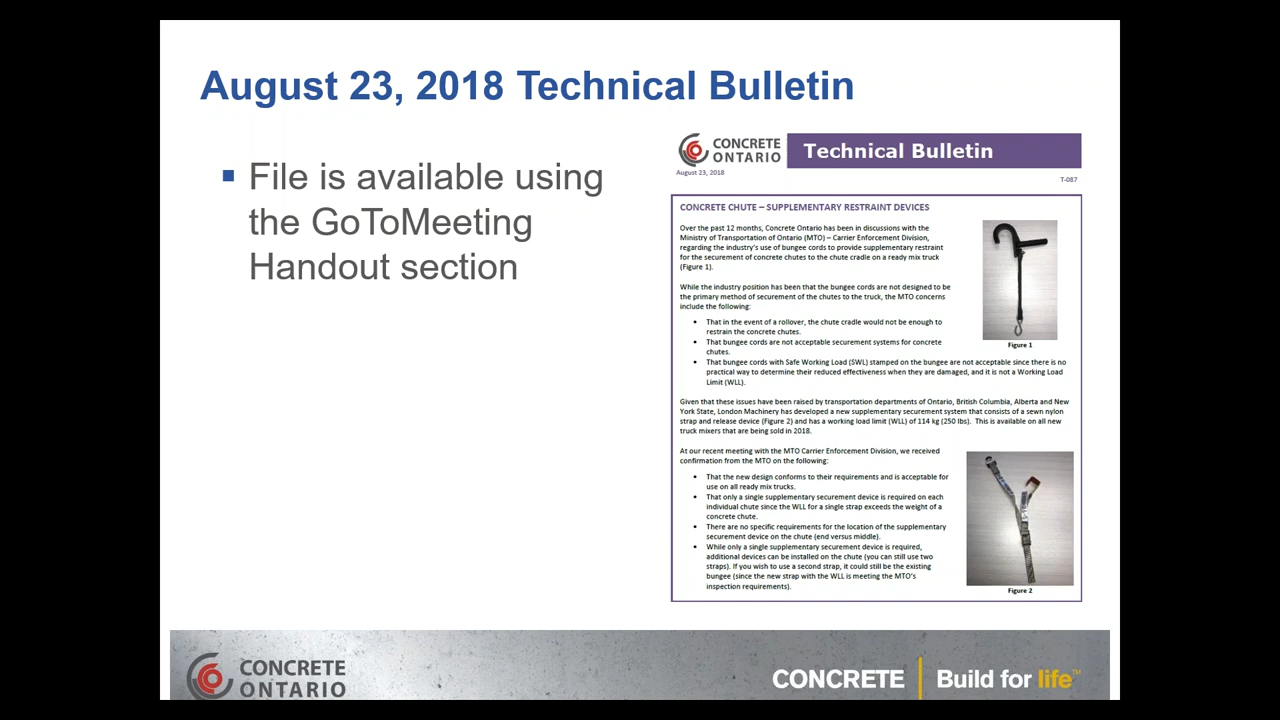 August 23, 2018 Technical Bulletin
File is available using
the GoToMeeting
Handout section
CONCRETE
ONTARIO
Technical Bulletin
August 23, 2018
T-087
CONCRETE CHUTE – SUPPLEMENTARY RESTRAINT DEVICES
Over the past 12 months, Concrete Ontario has been in discussions with the
Ministry of Transportation of Ontario (MTO) – Carrier Enforcement Division,
regarding the industry's use of bungee cords to provide supplementary restraint
for the securement of concrete chutes to the chute cradle on a ready mix truck
(Figure 1).
While the industry position has been that the bungee cords are not designed to be
the primary method of securement of the chutes to the truck, the MTO concerns
include the following:
• That in the event of a rollover, the chute cradle would not be enough to
restrain the concrete chutes.
• That bungee cords are not acceptable securement systems for concrete
chutes.
Figure 1
• That bungee cords with Safe Working Load (SWL) stamped on the bungee are not acceptable since there is no
practical way to determine their reduced effectiveness when they are damaged, and it is not a Working Load
Limit (WLL).
Given that these issues have been raised by transportation departments of Ontario, British Columbia, Alberta and New
York State, London Machinery has developed a new supplementary securement system that consists of a sewn nylon
strap and release device (Figure 2) and has a working load limit (WLL) of 114 kg (250 lbs). This is available on all new
truck mixers that are being sold in 2018.
At our recent meeting with the MTO Carrier Enforcement Division, we received
confirmation from the MTO on the following:
• That the new design conforms to their requirements and is acceptable for
use on all ready mix trucks.
• That only a single supplementary securement device is required on each
individual chute since the WLL for a single strap exceeds the weight of a
concrete chute.
• There are no specific requirements for the location of the supplementary
securement device on the chute (end versus middle).
• While only a single supplementary securement device is required,
additional devices can be installed on the chute (you can still use two
straps). If you wish to use a second strap, it could still be the existing
bungee (since the new strap with the WLL is meeting the MTO's
inspection requirements).
Figure 2
CONCRETE
ONTARIO
CONCRETE | Build for life™